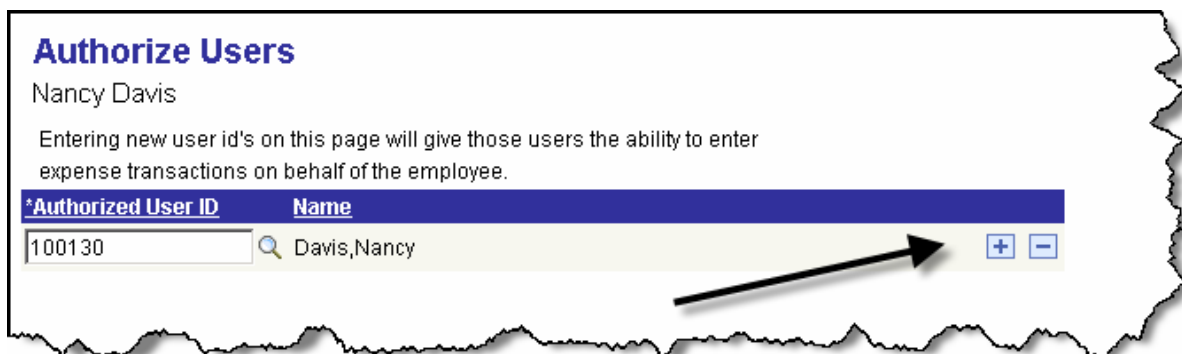 Authorize Users
Nancy Davis
Entering new user id's on this page will give those users the ability to enter
expense transactions on behalf of the employee.
*Authorized User ID Name
100130 Davis,Nancy + −